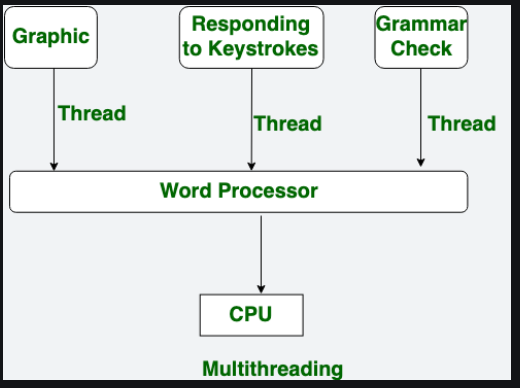 Graphic
Responding
to Keystrokes
Grammar
Check
Thread
Thread
Thread
Word Processor
CPU
Multithreading